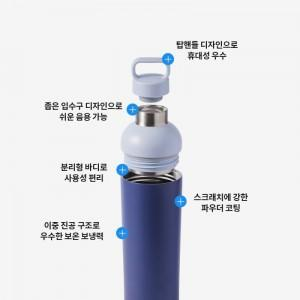 탑핸들 디자인으로
휴대성 우수
좁은 입수구 디자인으로
쉬운 음용 가능
분리형 바디로
사용성 편리
스크래치에 강한
파우더 코팅
이중 진공 구조로
우수한 보온 보냉력